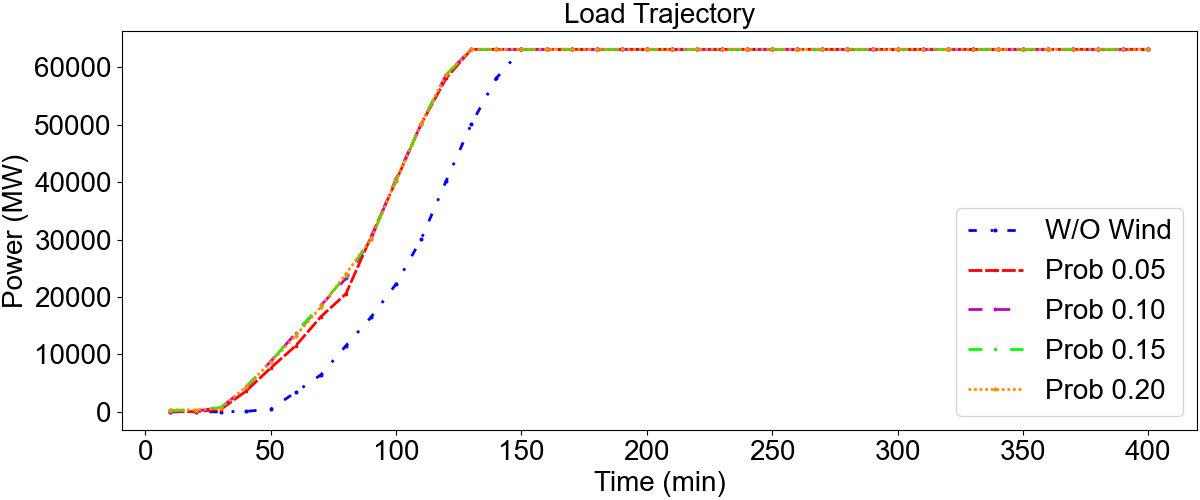 Load Trajectory
Power (MW)
60000
50000
40000
30000
20000
10000
0
W/O Wind
Prob 0.05
Prob 0.10
Prob 0.15
Prob 0.20
0 50 100 150 200 250 300 350 400
Time (min)